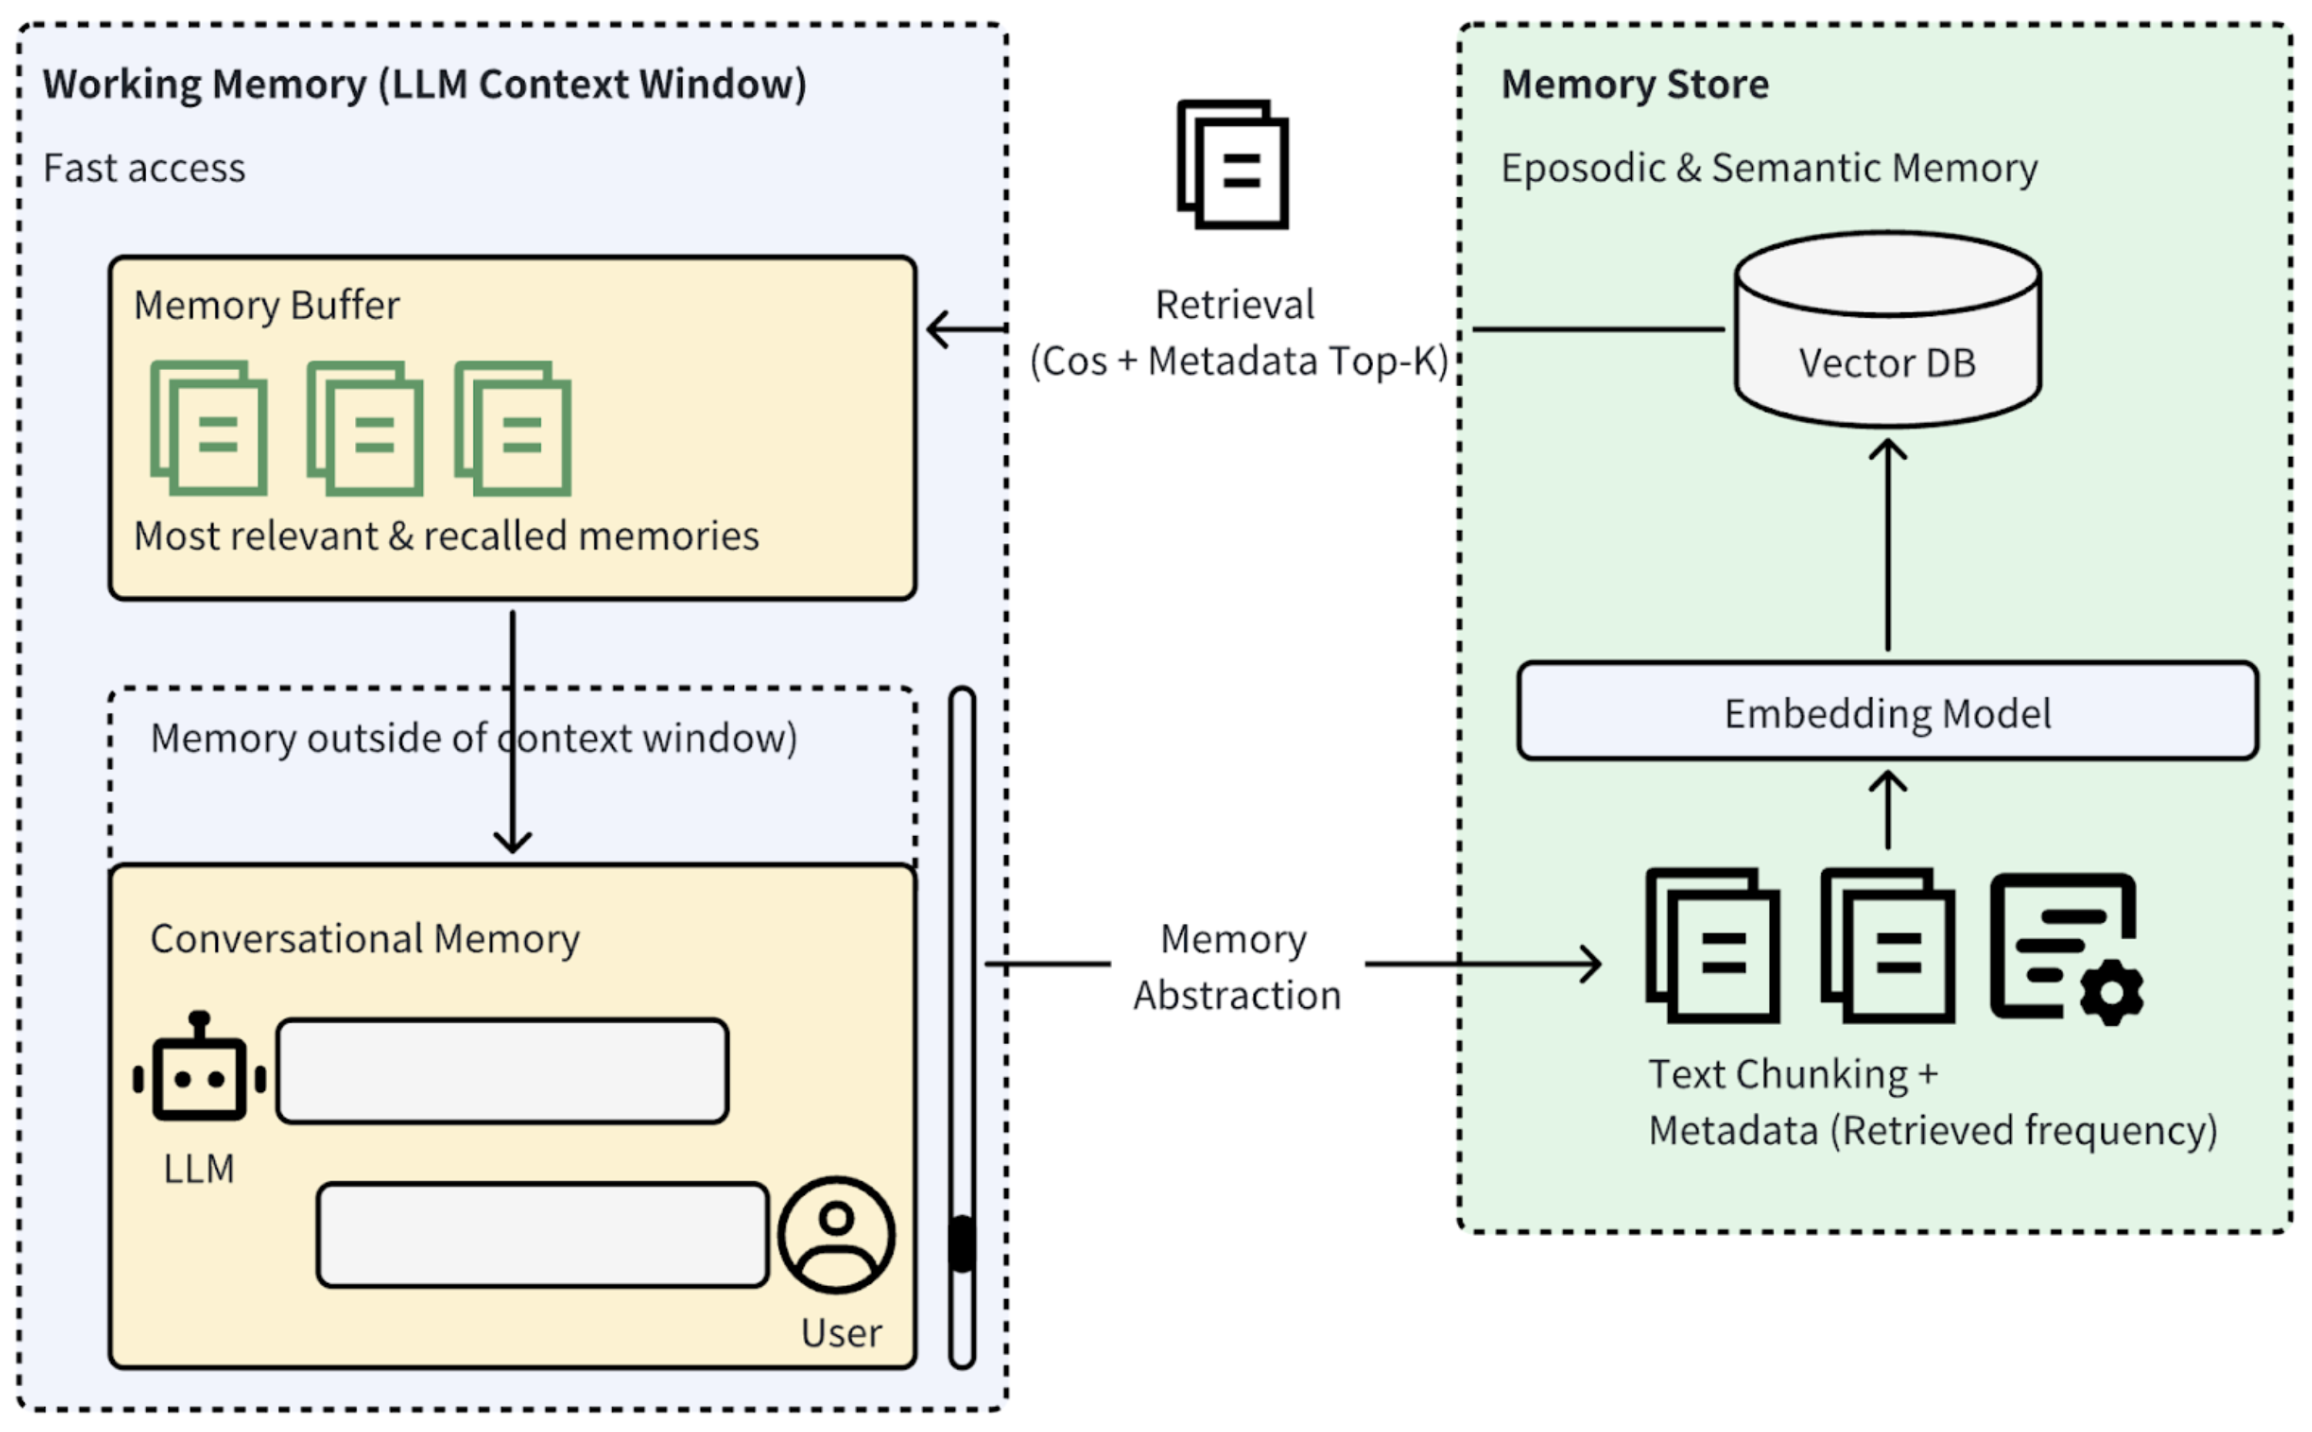 Working Memory (LLM Context Window)
Fast access
Memory Buffer
Most relevant & recalled memories
Memory outside of context window)
Conversational Memory
LLM
User
Retrieval
(Cos + Metadata Top-K)
Memory
Abstraction
Memory Store
Eposodic & Semantic Memory
Vector DB
Embedding Model
Text Chunking +
Metadata (Retrieved frequency)